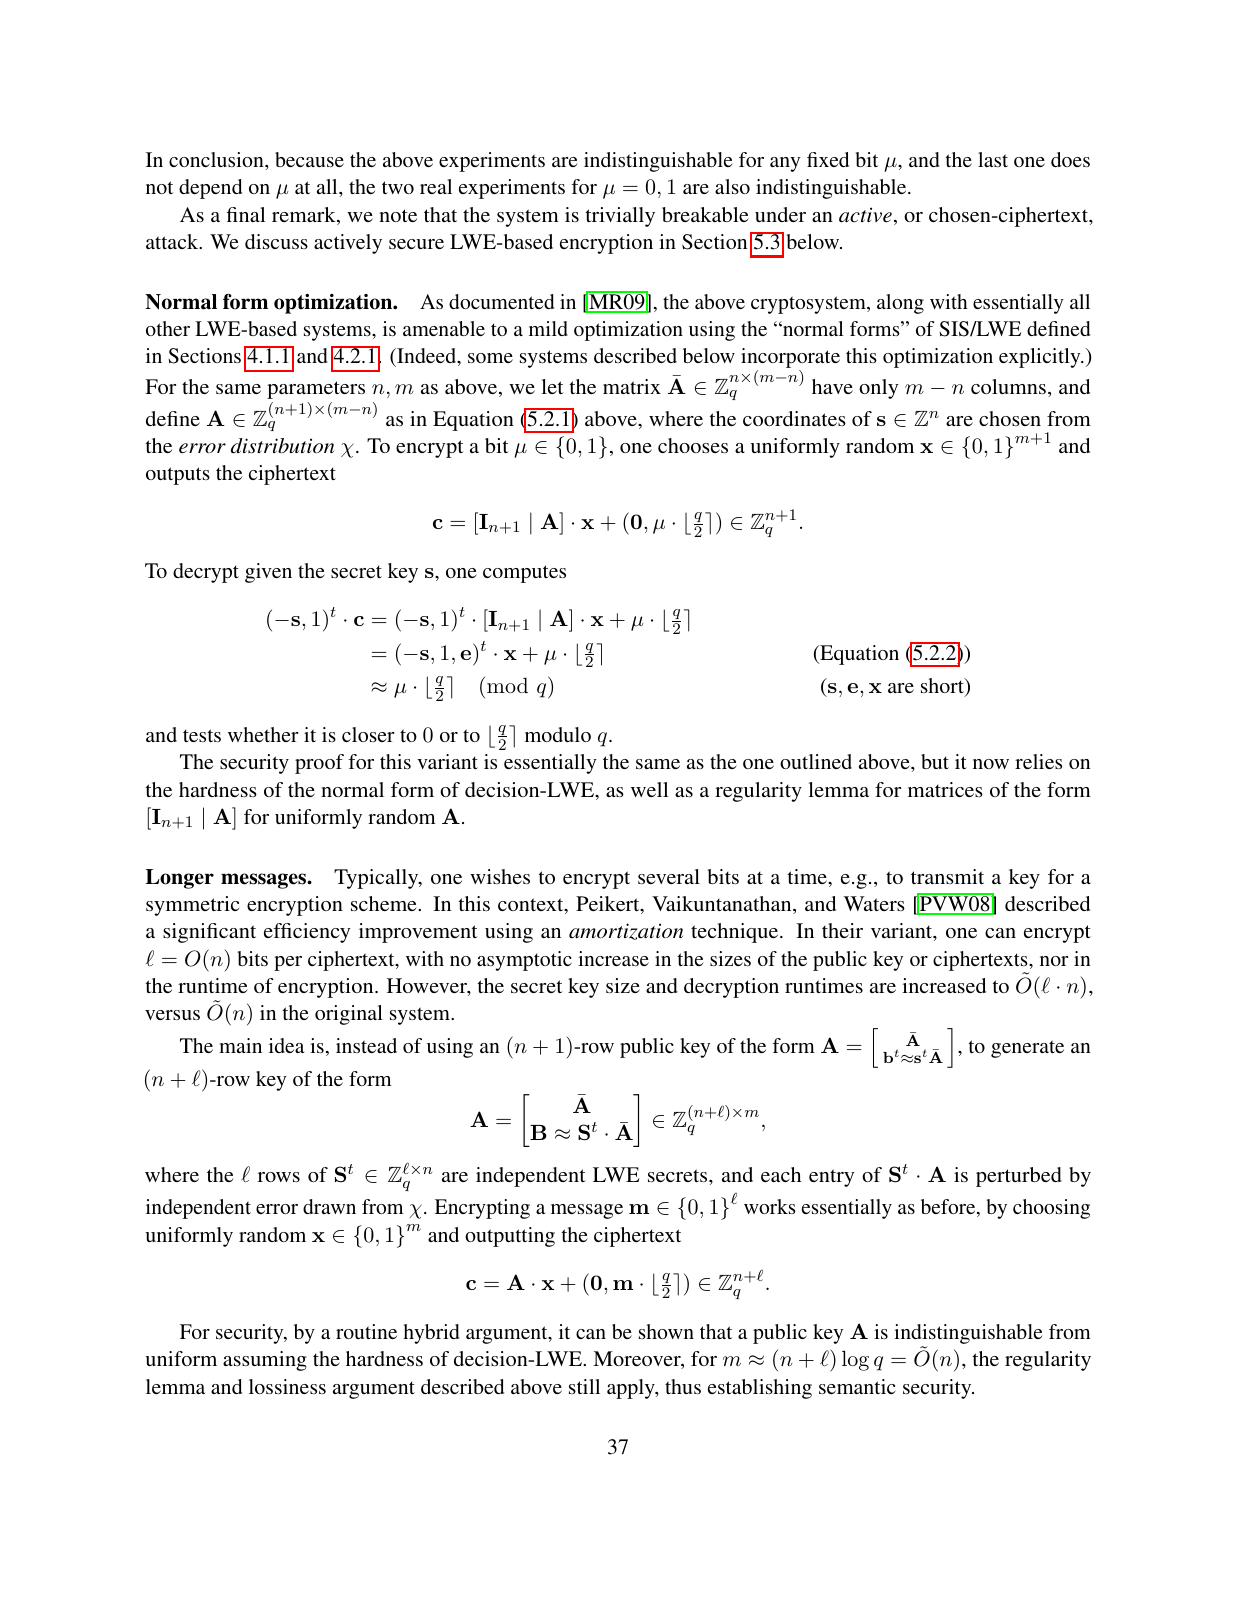 In conclusion, because the above experiments are indistinguishable for any fixed bit μ, and the last one does
not depend on μ at all, the two real experiments for μ = 0, 1 are also indistinguishable.
As a final remark, we note that the system is trivially breakable under an active, or chosen-ciphertext,
attack. We discuss actively secure LWE-based encryption in Section 5.3 below.
Normal form optimization. As documented in [MR09], the above cryptosystem, along with essentially all
other LWE-based systems, is amenable to a mild optimization using the “normal forms” of SIS/LWE defined
in Sections 4.1.1 and 4.2.1. (Indeed, some systems described below incorporate this optimization explicitly.)
For the same parameters n, m as above, we let the matrix Ā ∈ ℤ_q^{n×(m−n)} have only m − n columns, and
define A ∈ ℤ_q^{(n+1)×(m−n)} as in Equation (5.2.1) above, where the coordinates of s ∈ ℤ^n are chosen from
the error distribution χ. To encrypt a bit μ ∈ {0, 1}, one chooses a uniformly random x ∈ {0, 1}^{m+1} and
outputs the ciphertext
c = [I_{n+1} | A] · x + (0, μ · ⌊q/2⌉) ∈ ℤ_q^{n+1}.
To decrypt given the secret key s, one computes
(−s, 1)^t · c = (−s, 1)^t · [I_{n+1} | A] · x + μ · ⌊q/2⌉
= (−s, 1, e)^t · x + μ · ⌊q/2⌉ (Equation (5.2.2))
≈ μ · ⌊q/2⌉ (mod q) (s, e, x are short)
and tests whether it is closer to 0 or to ⌊q/2⌉ modulo q.
The security proof for this variant is essentially the same as the one outlined above, but it now relies on
the hardness of the normal form of decision-LWE, as well as a regularity lemma for matrices of the form
[I_{n+1} | A] for uniformly random A.
Longer messages. Typically, one wishes to encrypt several bits at a time, e.g., to transmit a key for a
symmetric encryption scheme. In this context, Peikert, Vaikuntanathan, and Waters [PVW08] described
a significant efficiency improvement using an amortization technique. In their variant, one can encrypt
ℓ = O(n) bits per ciphertext, with no asymptotic increase in the sizes of the public key or ciphertexts, nor in
the runtime of encryption. However, the secret key size and decryption runtimes are increased to Õ(ℓ · n),
versus Õ(n) in the original system.
The main idea is, instead of using an (n + 1)-row public key of the form A = [Ā ; b^t≈s^tĀ], to generate an
(n + ℓ)-row key of the form
A = [Ā ; B ≈ S^t · Ā] ∈ ℤ_q^{(n+ℓ)×m},
where the ℓ rows of S^t ∈ ℤ_q^{ℓ×n} are independent LWE secrets, and each entry of S^t · A is perturbed by
independent error drawn from χ. Encrypting a message m ∈ {0, 1}^ℓ works essentially as before, by choosing
uniformly random x ∈ {0, 1}^m and outputting the ciphertext
c = A · x + (0, m · ⌊q/2⌉) ∈ ℤ_q^{n+ℓ}.
For security, by a routine hybrid argument, it can be shown that a public key A is indistinguishable from
uniform assuming the hardness of decision-LWE. Moreover, for m ≈ (n + ℓ) log q = Õ(n), the regularity
lemma and lossiness argument described above still apply, thus establishing semantic security.
37